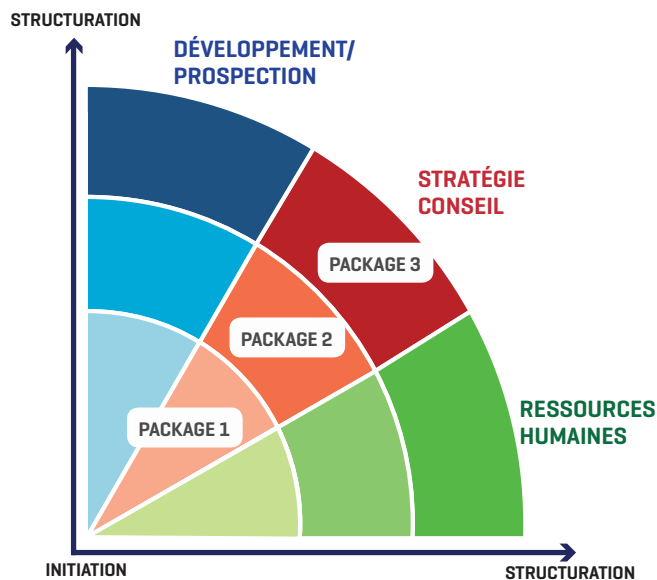 STRUCTURATION
DÉVELOPPEMENT/
PROSPECTION
STRATÉGIE
CONSEIL
PACKAGE 3
PACKAGE 2
PACKAGE 1
RESSOURCES
HUMAINES
INITIATION
STRUCTURATION